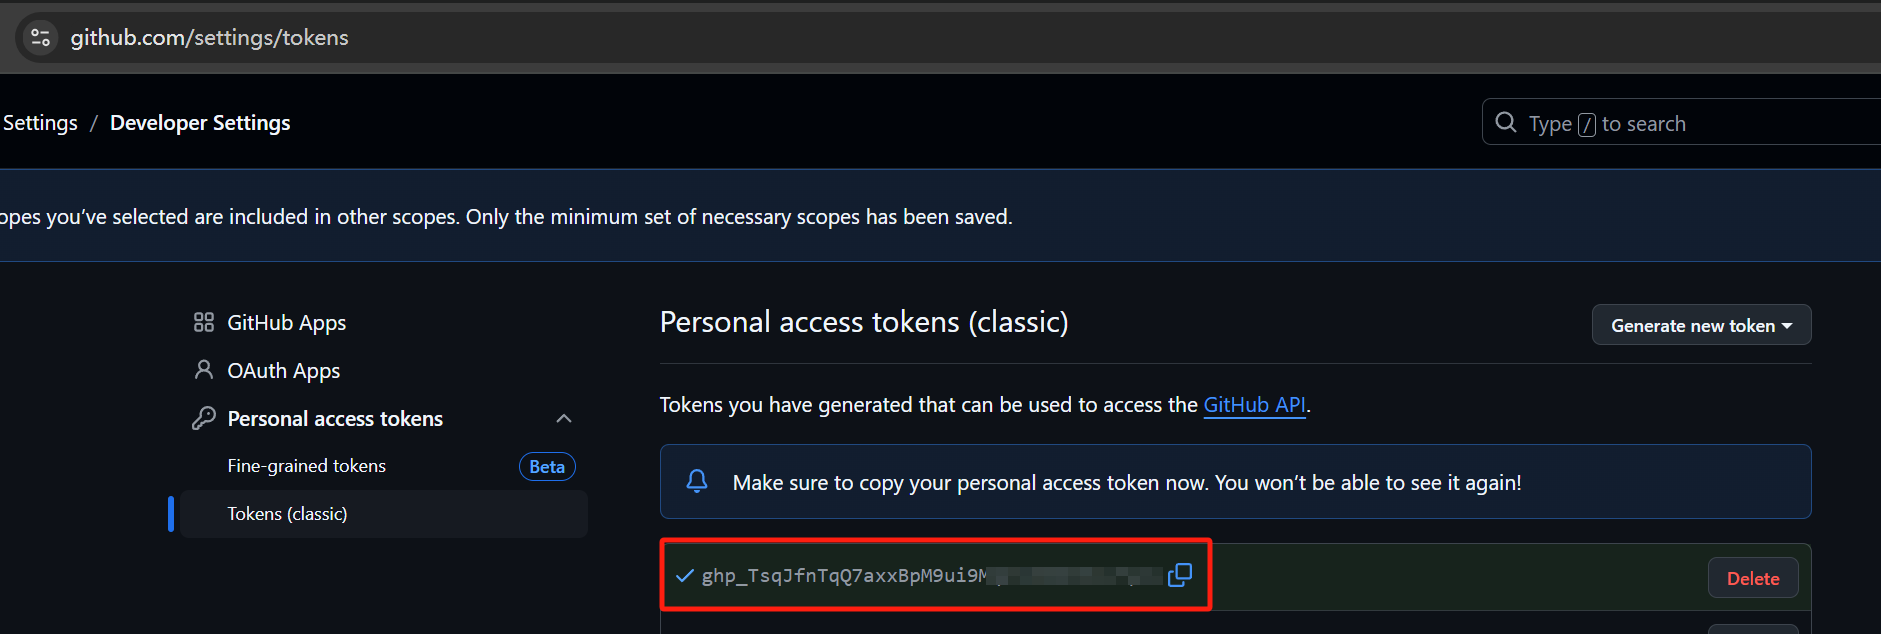 github.com/settings/tokens
Settings / Developer Settings
Type / to search
opes you’ve selected are included in other scopes. Only the minimum set of necessary scopes has been saved.
GitHub Apps
OAuth Apps
Personal access tokens
Fine-grained tokens Beta
Tokens (classic)
Personal access tokens (classic)
Generate new token
Tokens you have generated that can be used to access the GitHub API.
Make sure to copy your personal access token now. You won’t be able to see it again!
ghp_TsqJfnTqQ7axxBpM9ui9M
Delete